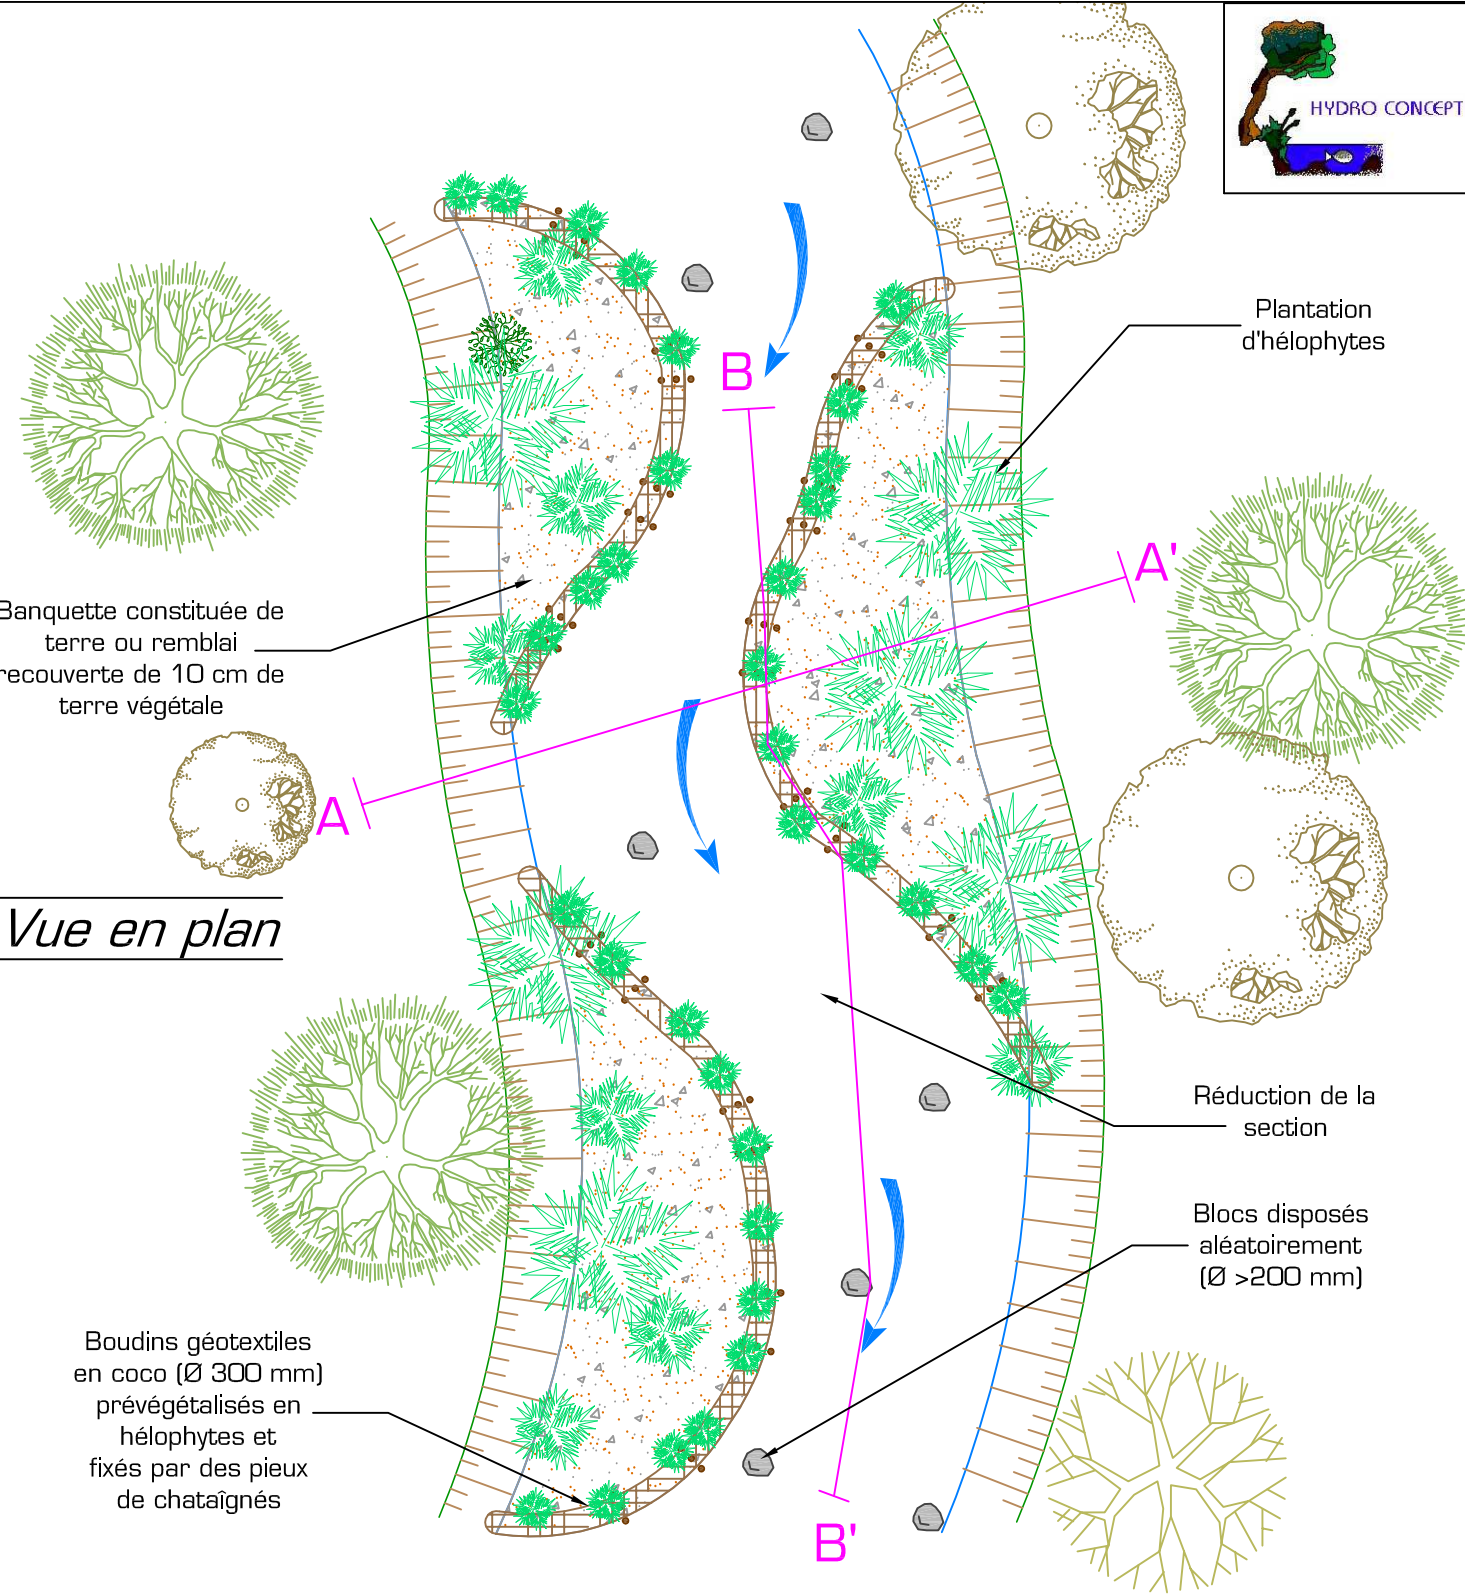 HYDRO CONCEPT
Plantation
d"hélophytes
B
A'
Banquette constituée de
terre ou remblai
recouverte de 10 cm de
terre végétale
A
Vue en plan
Réduction de la
section
Blocs disposés
aléatoirement
(Ø >200 mm)
Boudins géotextiles
en coco (Ø 300 mm)
prévégétalisés en
hélophytes et
fixés par des pieux
de chataîgnés
B'